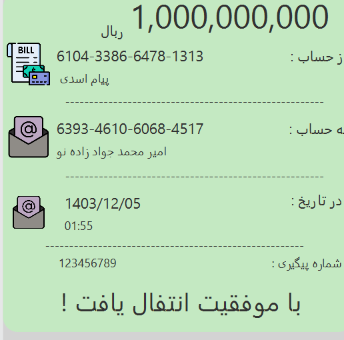 1,000,000,000 ریال
BILL
ز حساب : 6104-3386-6478-1313
پیام اسدی
ه حساب : 6393-4610-6068-4517
امیر محمد جواد زاده نو
در تاریخ : 1403/12/05
01:55
شماره پیگیری : 123456789
با موفقیت انتقال یافت !